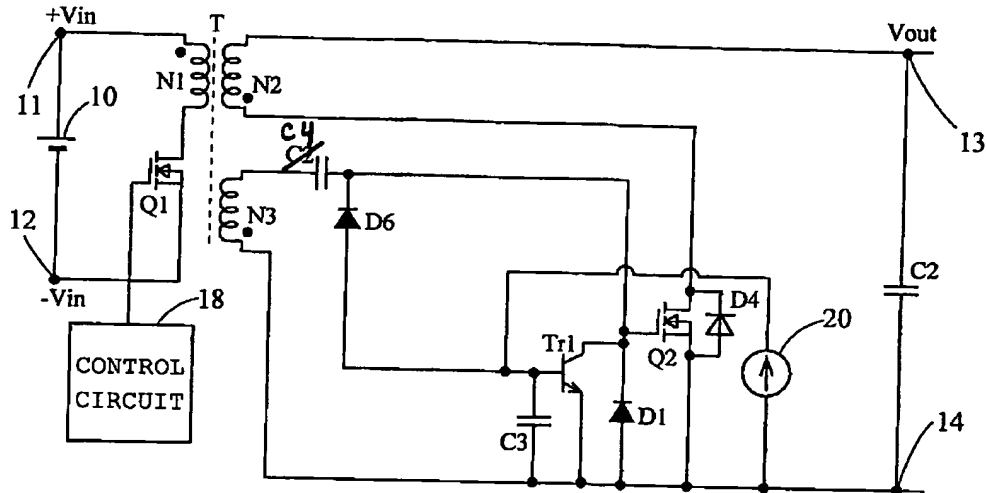 +Vin
T
Vout
11
10
N1
N2
13
C4
C2
Q1
N3
D6
12
-Vin
18
C2
D4
20
CONTROL
CIRCUIT
Tr1
Q2
C3
D1
14